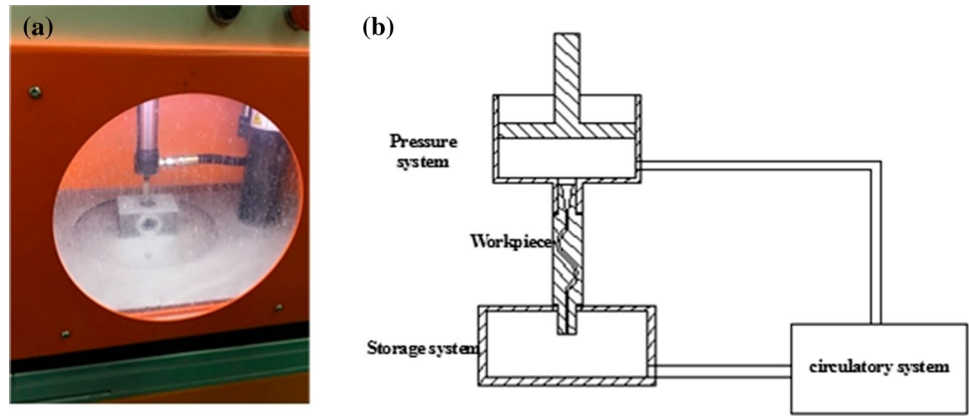 (a)
(b)
Pressure
system
Workpiece
Storage system
circulatory system